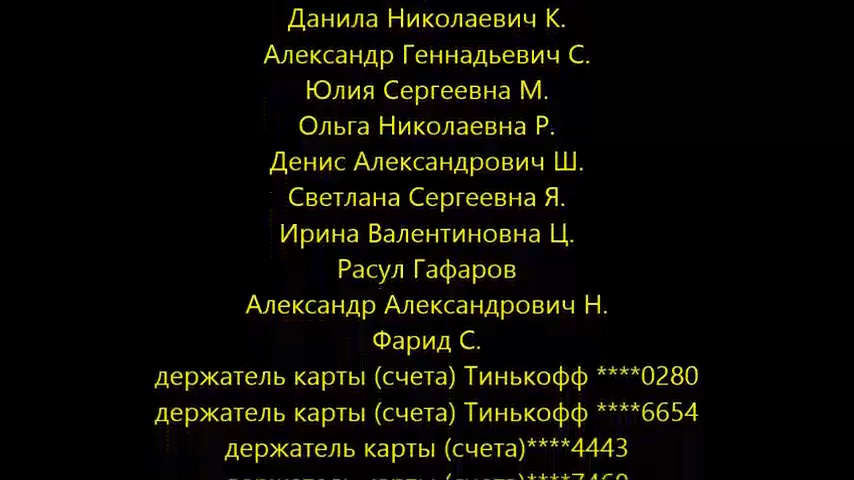 Данила Николаевич К.
Александр Геннадьевич С.
Юлия Сергеевна М.
Ольга Николаевна Р.
Денис Александрович Ш.
Светлана Сергеевна Я.
Ирина Валентиновна Ц.
Расул Гафаров
Александр Александрович Н.
Фарид С.
держатель карты (счета) Тинькофф ****0280
держатель карты (счета) Тинькофф ****6654
держатель карты (счета)****4443